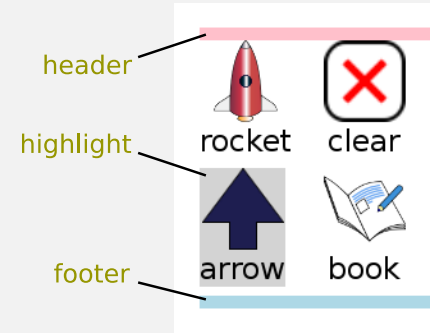 header
rocket clear
highlight
arrow book
footer